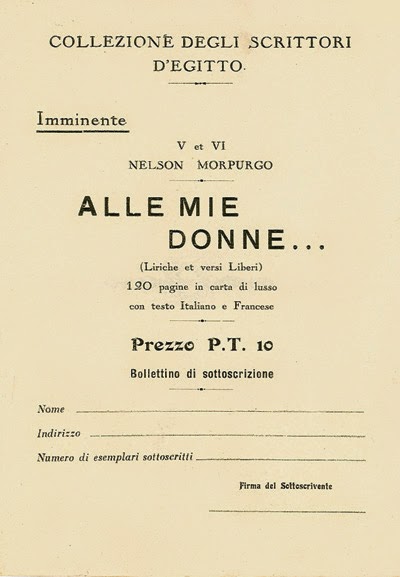 COLLEZIONE DEGLI SCRITTORI
D'EGITTO.
Imminente
V et VI
NELSON MORPURGO
ALLE MIE
DONNE...
(Liriche et versi Liberi)
120 pagine in carta di lusso
con testo Italiano e Francese
Prezzo P.T. 10
Bollettino di sottoscrizione
Nome
Indirizzo
Numero di esemplari sottoscritti
Firma del Sottoscrivente